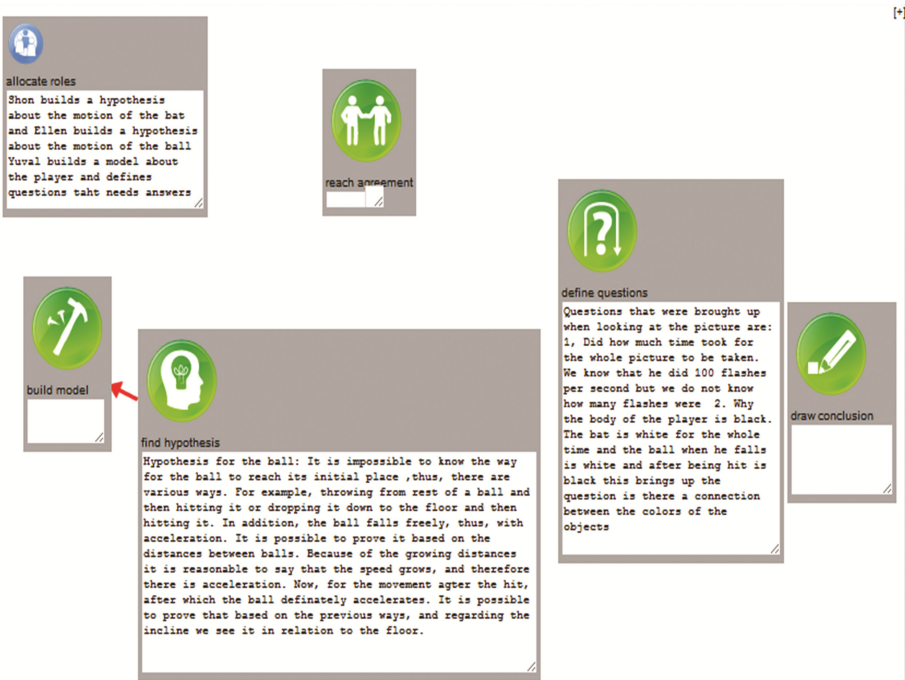 [+]
allocate roles
Shon builds a hypothesis
about the motion of the bat
and Ellen builds a hypothesis
about the motion of the ball
Yuval builds a model about
the player and defines
questions taht needs answers
reach agreement
define questions
Questions that were brought up
when looking at the picture are:
1, Did how much time took for
the whole picture to be taken.
We know that he did 100 flashes
per second but we do not know
how many flashes were 2. Why
the body of the player is black.
The bat is white for the whole
time and the ball when he falls
is white and after being hit is
black this brings up the
question is there a connection
between the colors of the
objects
build model
draw conclusion
find hypothesis
Hypothesis for the ball: It is impossible to know the way
for the ball to reach its initial place ,thus, there are
various ways. For example, throwing from rest of a ball and
then hitting it or dropping it down to the floor and then
hitting it. In addition, the ball falls freely, thus, with
acceleration. It is possible to prove it based on the
distances between balls. Because of the growing distances
it is reasonable to say that the speed grows, and therefore
there is acceleration. Now, for the movement agter the hit,
after which the ball definately accelerates. It is possible
to prove that based on the previous ways, and regarding the
incline we see it in relation to the floor.